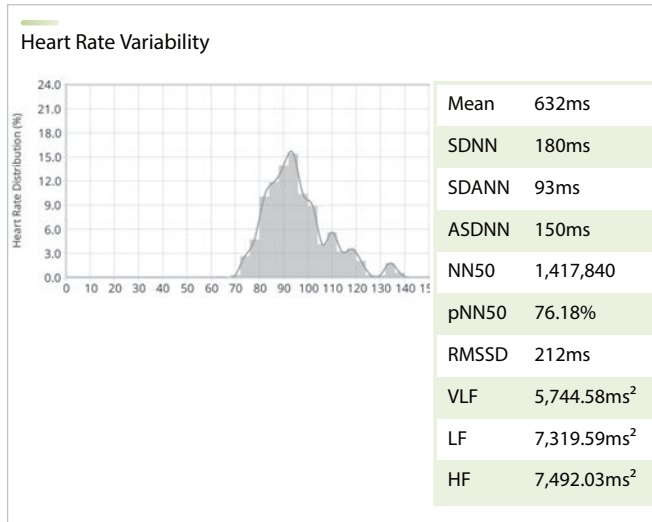 Heart Rate Variability
Heart Rate Distribution (%)
24.0
21.0
18.0
15.0
12.0
9.0
6.0
3.0
0.0
0 10 20 30 40 50 60 70 80 90 100 110 120 130 140
Mean 632ms
SDNN 180ms
SDANN 93ms
ASDNN 150ms
NN50 1,417,840
pNN50 76.18%
RMSSD 212ms
VLF 5,744.58ms²
LF 7,319.59ms²
HF 7,492.03ms²